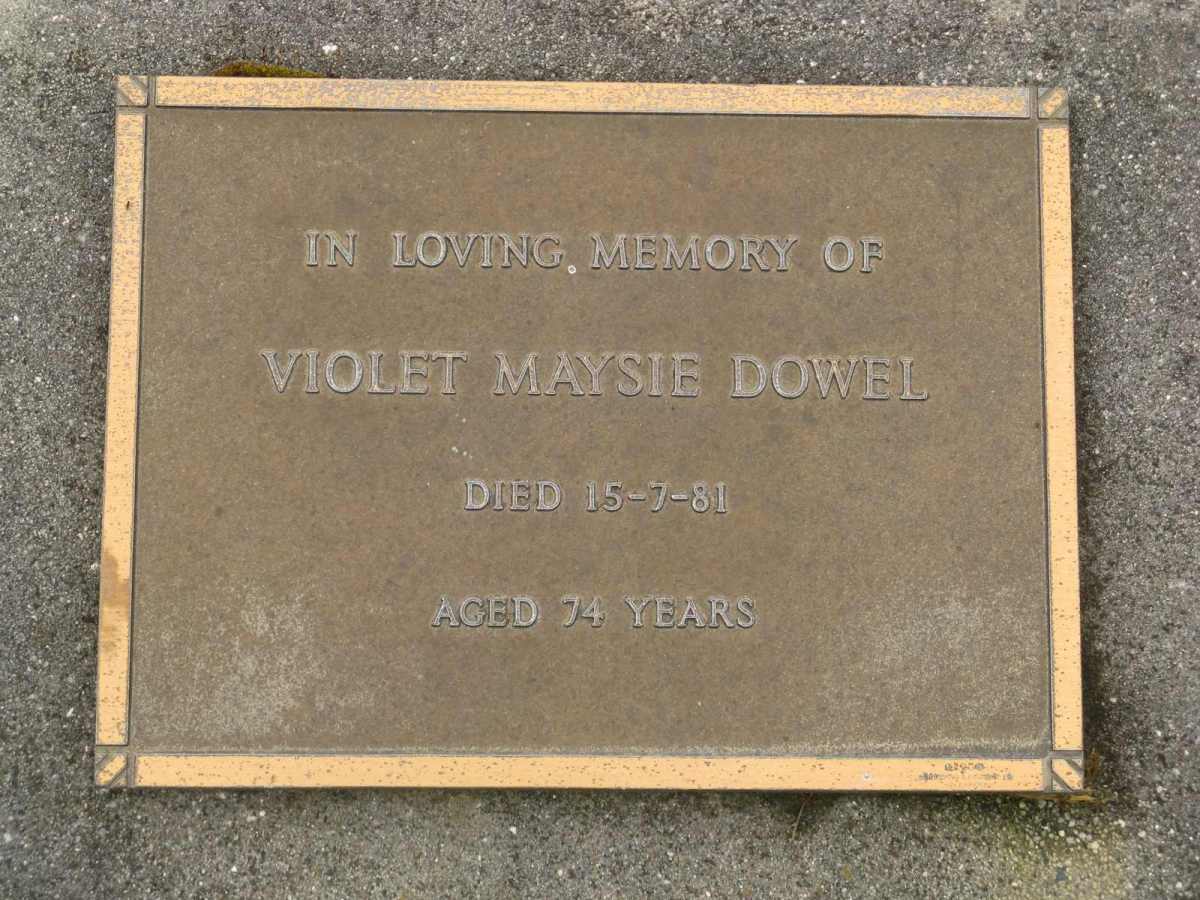 IN LOVING MEMORY OF
VIOLET MAYSIE DOWEL
DIED 15-7-81
AGED 74 YEARS